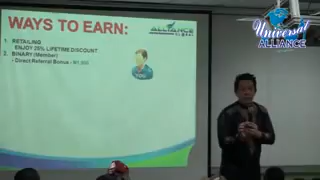 WAYS TO EARN:
1. RETAILING
ENJOY 25% LIFETIME DISCOUNT
2. BINARY (Member)
- Direct Referral Bonus -
ALLIANCE
Universal
ALLIANCE